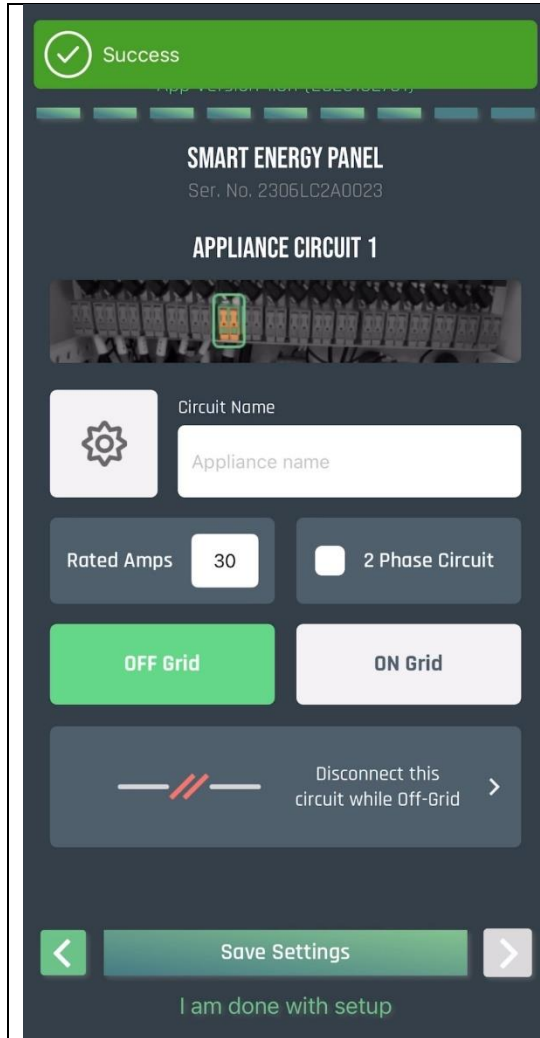 Success
SMART ENERGY PANEL
Ser. No. 2306LC2A0023
APPLIANCE CIRCUIT 1
Circuit Name
Appliance name
Rated Amps 30
2 Phase Circuit
OFF Grid
ON Grid
Disconnect this
circuit while Off-Grid
Save Settings
I am done with setup